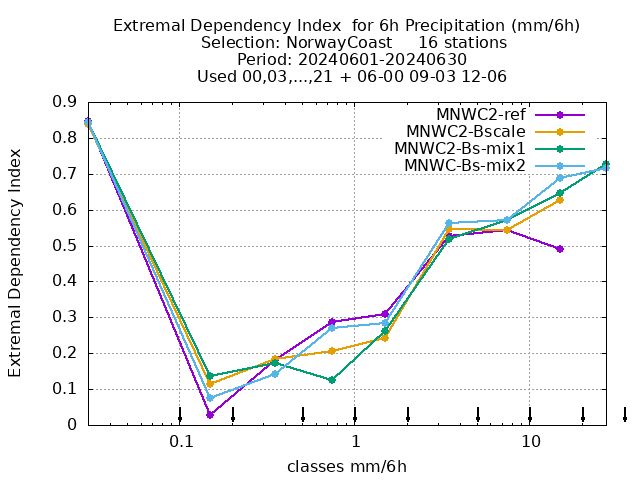 Extremal Dependency Index  for 6h Precipitation (mm/6h)
Selection: NorwayCoast     16 stations
Period: 20240601-20240630
Used 00,03,...,21 + 06-00 09-03 12-06
MNWC2-ref
MNWC2-Bscale
MNWC2-Bs-mix1
MNWC-Bs-mix2
Extremal Dependency Index
0.9
0.8
0.7
0.6
0.5
0.4
0.3
0.2
0.1
0
0.1 1 10
classes mm/6h